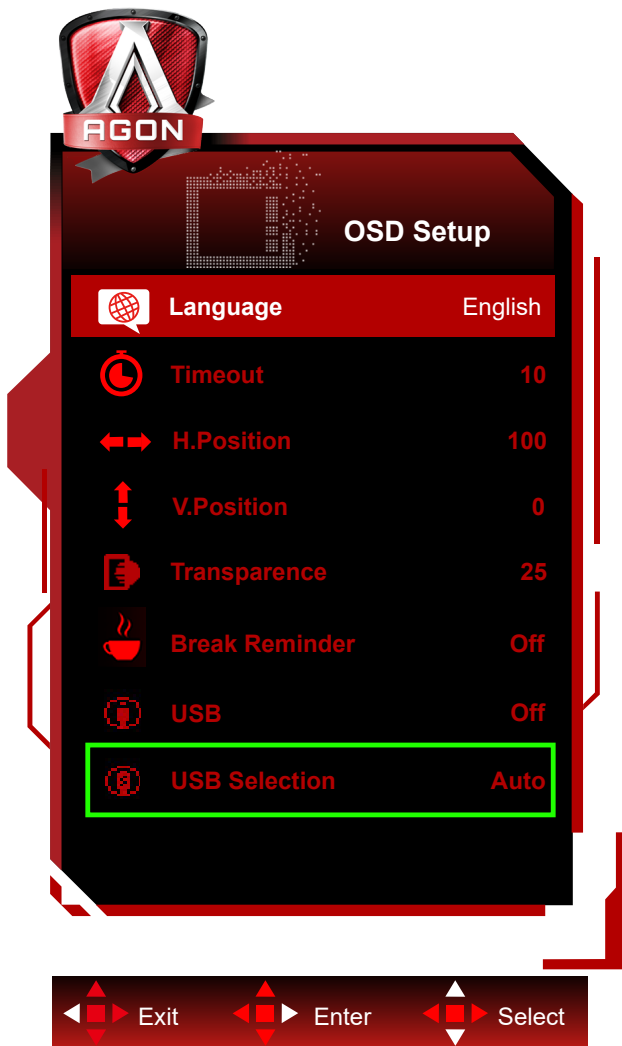 AGON
OSD Setup
Language English
Timeout 10
H.Position 100
V.Position 0
Transparence 25
Break Reminder Off
USB Off
USB Selection Auto
Exit Enter Select